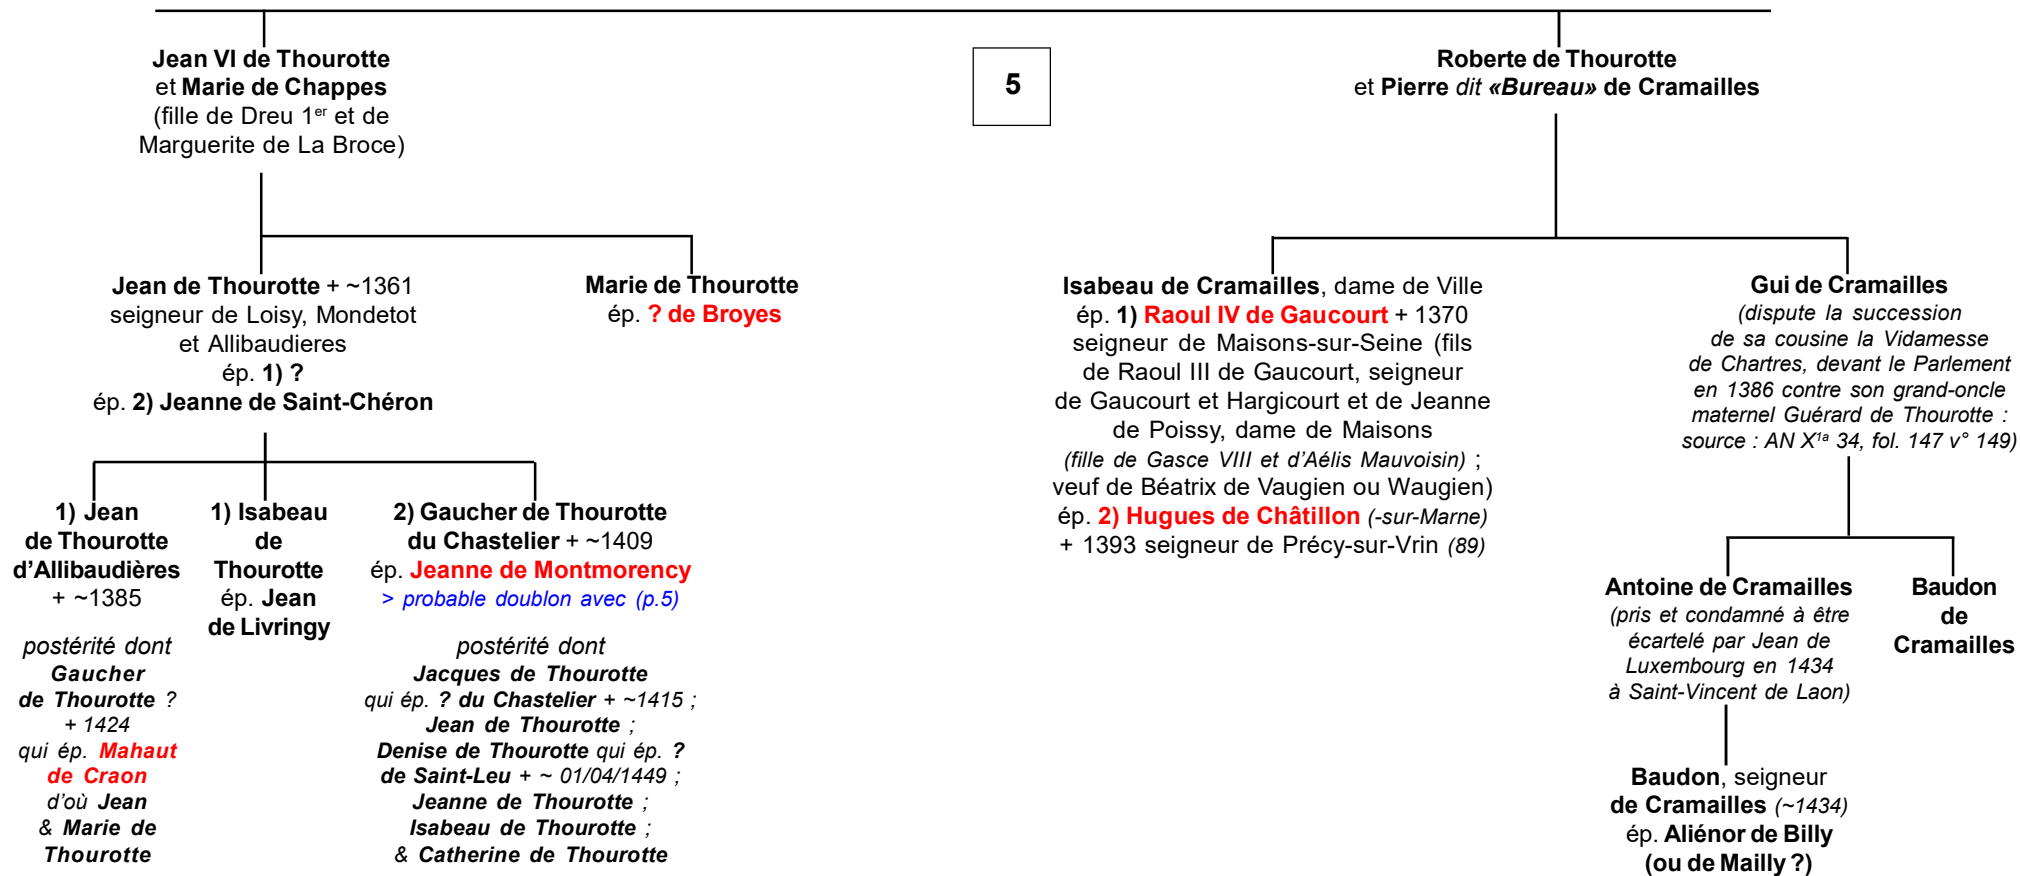 Jean VI de Thourotte
et Marie de Chappes
(fille de Dreu 1er et de
Marguerite de La Broce)
5
Roberte de Thourotte
et Pierre dit «Bureau» de Cramailles
Jean de Thourotte + ~1361
seigneur de Loisy, Mondetot
et Allibaudieres
ép. 1) ?
ép. 2) Jeanne de Saint-Chéron
Marie de Thourotte
ép. ? de Broyes
Isabeau de Cramailles, dame de Ville
ép. 1) Raoul IV de Gaucourt + 1370
seigneur de Maisons-sur-Seine (fils
de Raoul III de Gaucourt, seigneur
de Gaucourt et Hargicourt et de Jeanne
de Poissy, dame de Maisons
(fille de Gasce VIII et d'Aélis Mauvoisin) ;
veuf de Béatrix de Vaugien ou Waugien)
ép. 2) Hugues de Châtillon (-sur-Marne)
+ 1393 seigneur de Précy-sur-Vrin (89)
Gui de Cramailles
(dispute la succession
de sa cousine la Vidamesse
de Chartres, devant le Parlement
en 1386 contre son grand-oncle
maternel Guérard de Thourotte :
source : AN X1a 34, fol. 147 v° 149)
1) Jean
de Thourotte
d'Allibaudières
+ ~1385
postérité dont
Gaucher
de Thourotte ?
+ 1424
qui ép. Mahaut
de Craon
d'où Jean
& Marie de
Thourotte
1) Isabeau
de
Thourotte
ép. Jean
de Livringy
2) Gaucher de Thourotte
du Chastelier + ~1409
ép. Jeanne de Montmorency
> probable doublon avec (p.5)
postérité dont
Jacques de Thourotte
qui ép. ? du Chastelier + ~1415 ;
Jean de Thourotte ;
Denise de Thourotte qui ép. ?
de Saint-Leu + ~ 01/04/1449 ;
Jeanne de Thourotte ;
Isabeau de Thourotte ;
& Catherine de Thourotte
Antoine de Cramailles
(pris et condamné à être
écartelé par Jean de
Luxembourg en 1434
à Saint-Vincent de Laon)
Baudon
de
Cramailles
Baudon, seigneur
de Cramailles (~1434)
ép. Aliénor de Billy
(ou de Mailly ?)